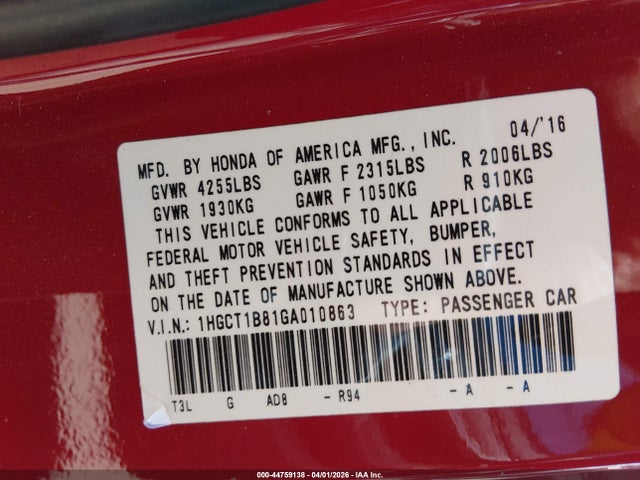 MFD. BY HONDA OF AMERICA MFG., INC. 04/'16
GVWR 4255LBS GAWR F 2315LBS R 2006LBS
GVWR 1930KG GAWR F 1050KG R 910KG
THIS VEHICLE CONFORMS TO ALL APPLICABLE
FEDERAL MOTOR VEHICLE SAFETY, BUMPER,
AND THEFT PREVENTION STANDARDS IN EFFECT
ON THE DATE OF MANUFACTURE SHOWN ABOVE.
V.I.N.: 1HGCT1B81GA010863 TYPE: PASSENGER CAR
T3L G AD8 - R94 - A - A
000-44759138 - 04/01/2026 - IAA Inc.